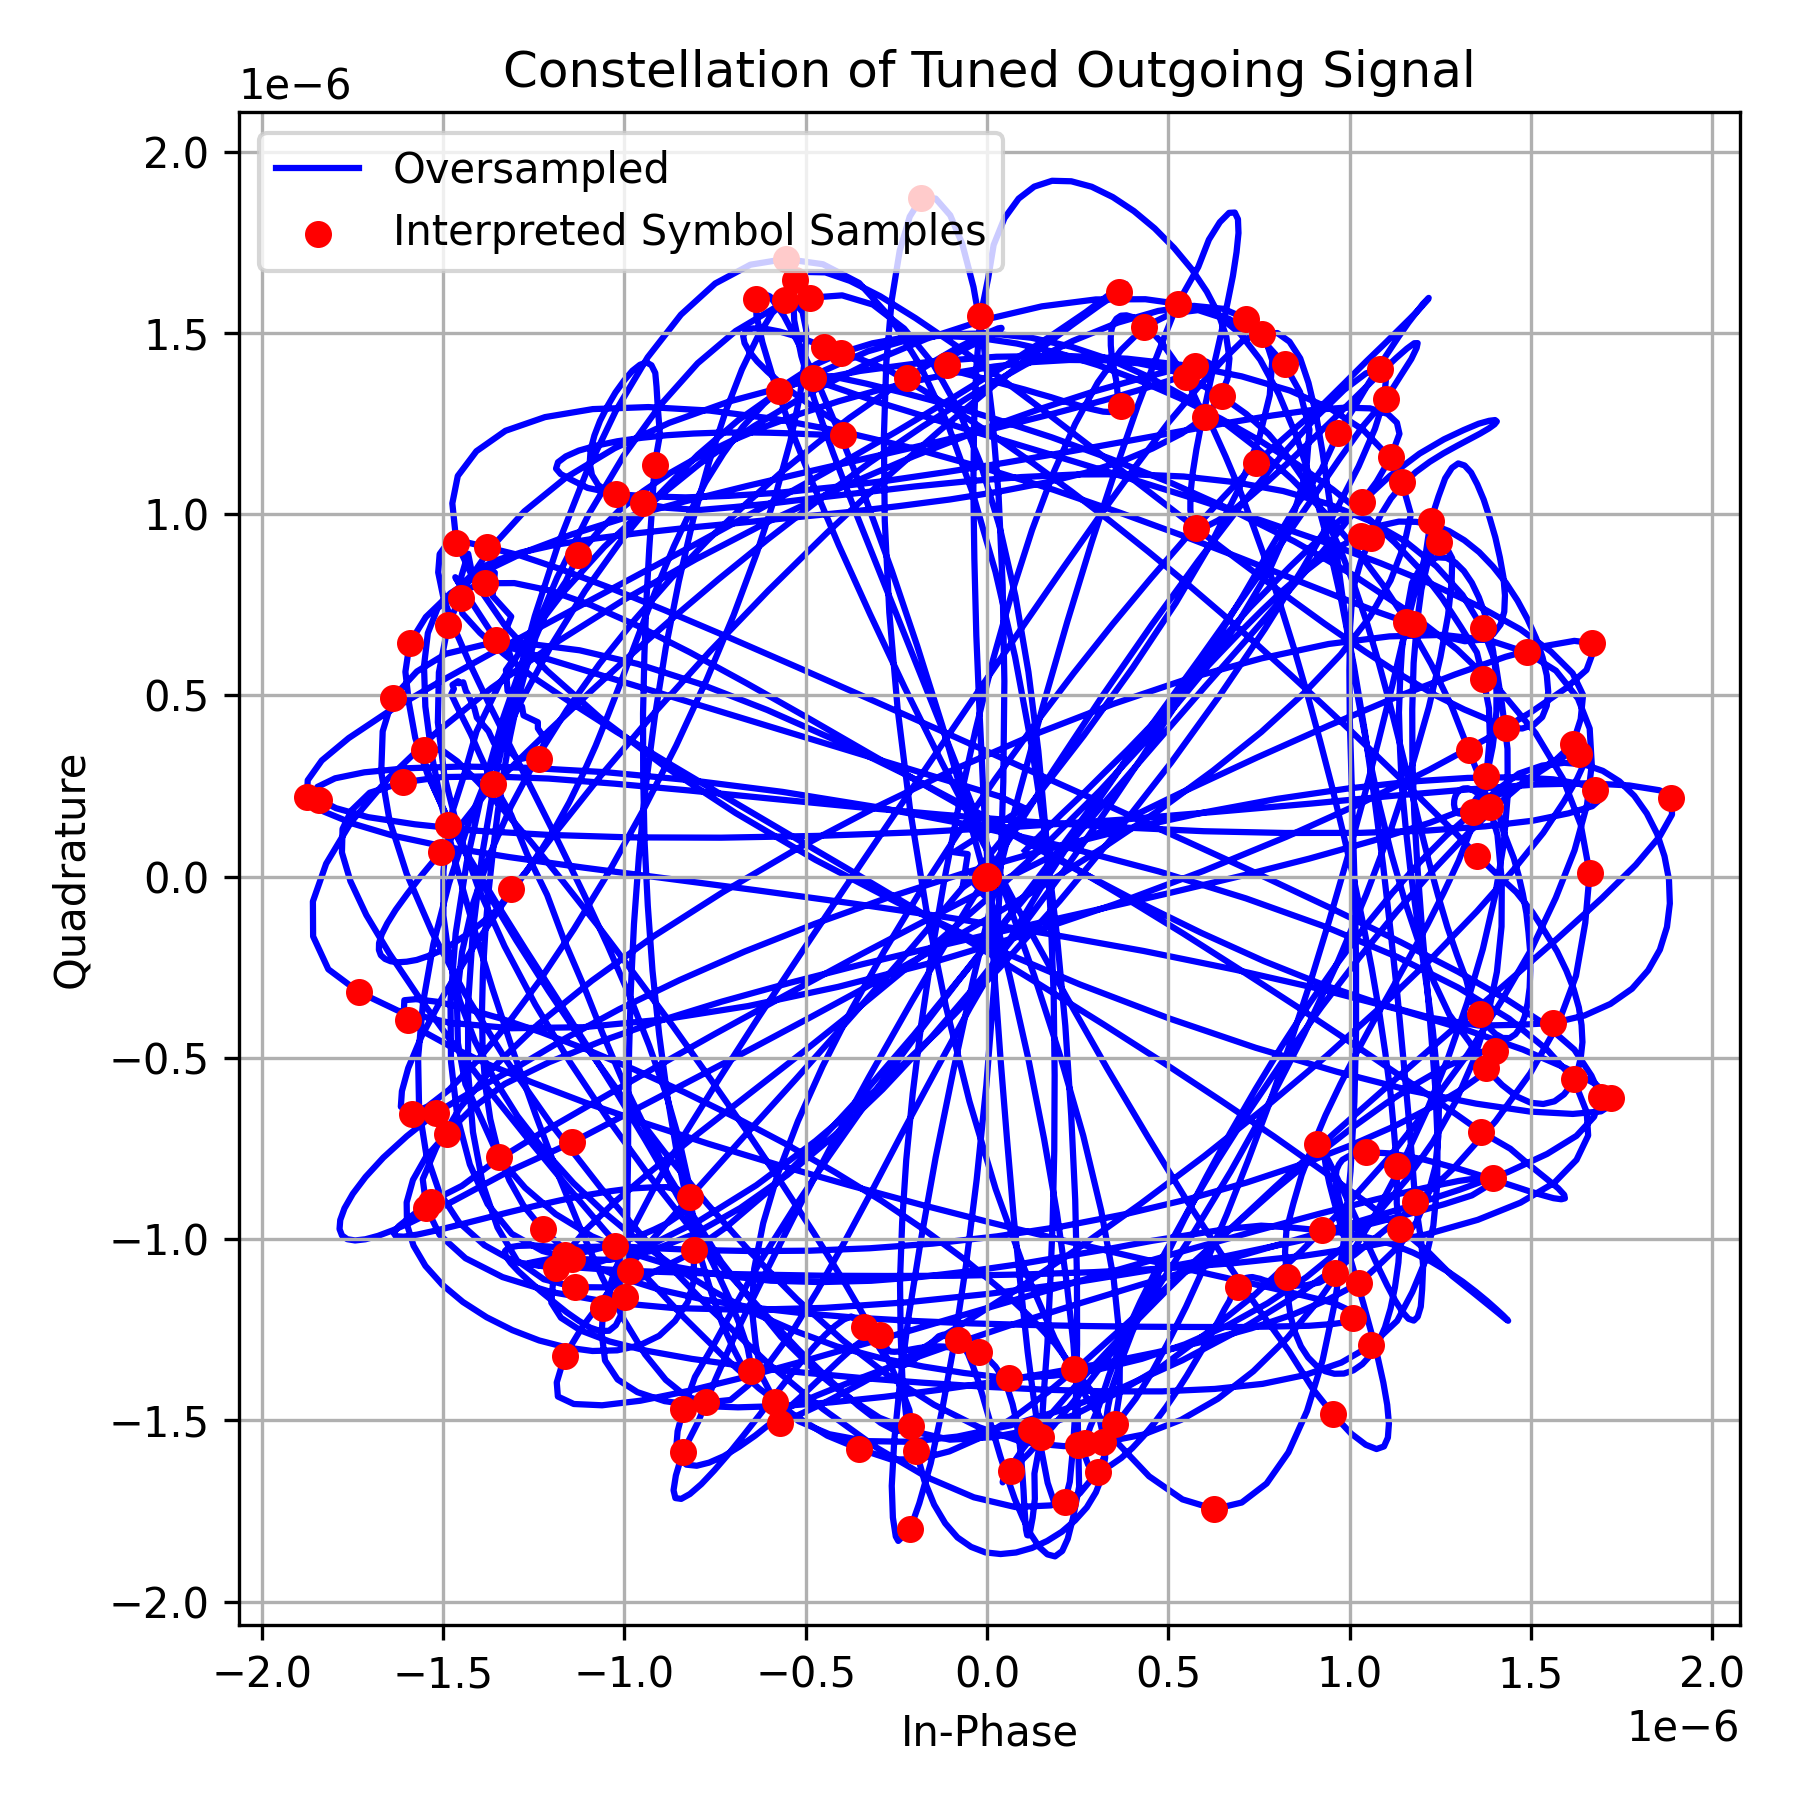 Constellation of Tuned Outgoing Signal
1e−6
Oversampled
Interpreted Symbol Samples
2.0
1.5
1.0
0.5
0.0
−0.5
−1.0
−1.5
−2.0
Quadrature
−2.0 −1.5 −1.0 −0.5 0.0 0.5 1.0 1.5 2.0
In-Phase
1e−6